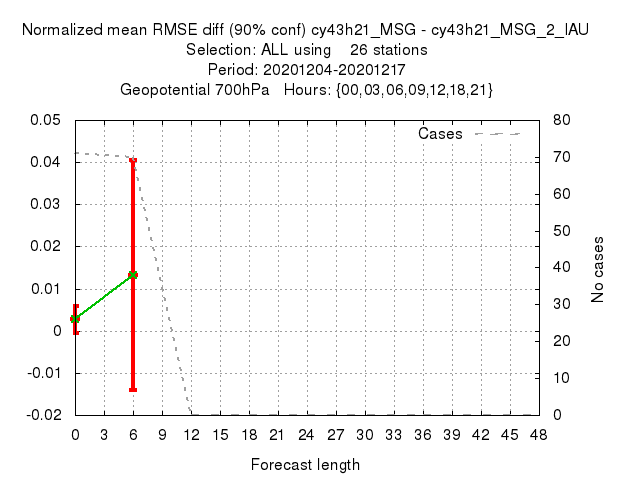 Normalized mean RMSE diff (90% conf) cy43h21_MSG - cy43h21_MSG_2_IAU
Selection: ALL using    26 stations
Period: 20201204-20201217
Geopotential 700hPa   Hours: {00,03,06,09,12,18,21}
Cases
0.05
0.04
0.03
0.02
0.01
0
-0.01
-0.02
80
70
60
50
40
30
20
10
0
No cases
0 3 6 9 12 15 18 21 24 27 30 33 36 39 42 45 48
Forecast length